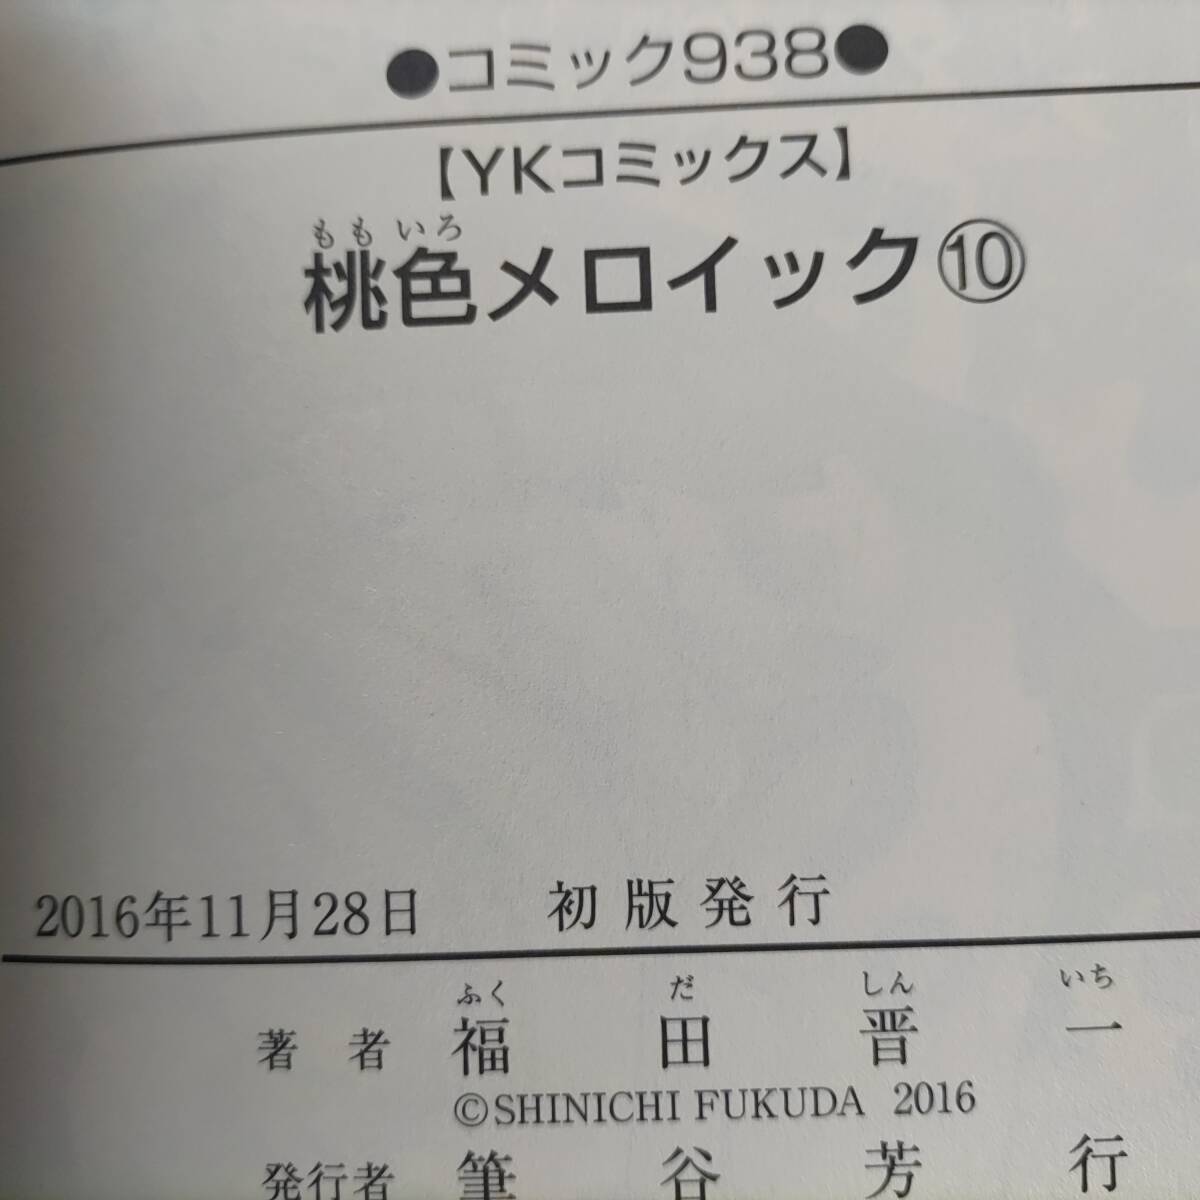 ●コミック938●
【YKコミックス】
ももいろ
桃色メロイック⑩
2016年11月28日 初版発行
ふく だ しん いち
著者 福田晋一
©SHINICHI FUKUDA 2016
発行者 筆谷芳行